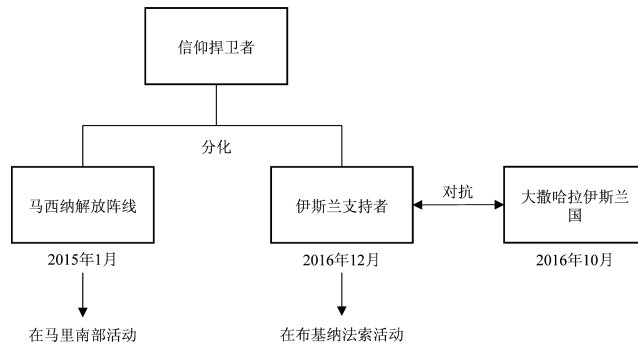 信仰捍卫者
分化
马西纳解放阵线
伊斯兰支持者
对抗
大撒哈拉伊斯兰
国
2015年1月
2016年12月
2016年10月
在马里南部活动
在布基纳法索活动